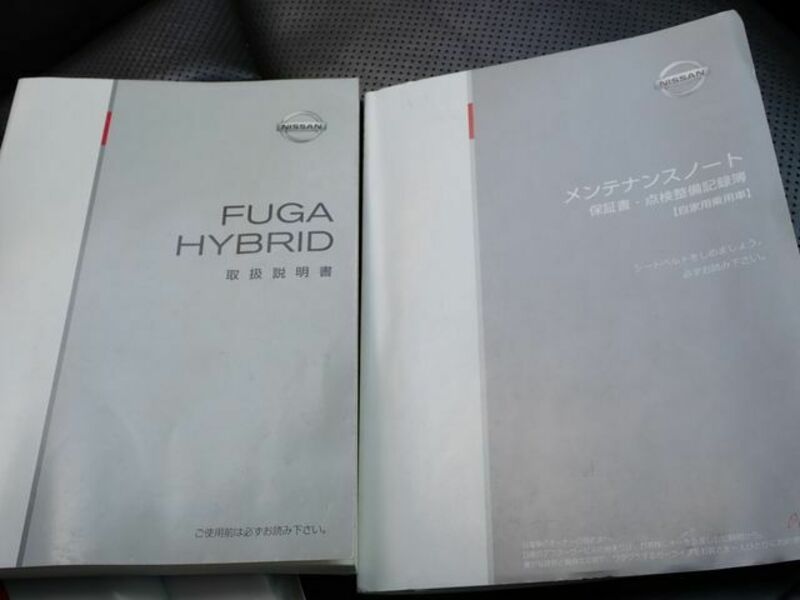 NISSAN
FUGA
HYBRID
取扱説明書
ご使用前は必ずお読み下さい。
NISSAN
メンテナンスノート
保証書・点検整備記録簿
【自家用乗用車】
シートベルトをしめましょう。
必ずお読み下さい。